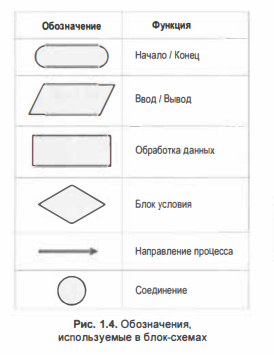 Обозначение Функция
Начало / Конец
Ввод / Вывод
Обработка данных
Блок условия
Направление процесса
Соединение
Рис. 1.4. Обозначения,
используемые в блок-схемах